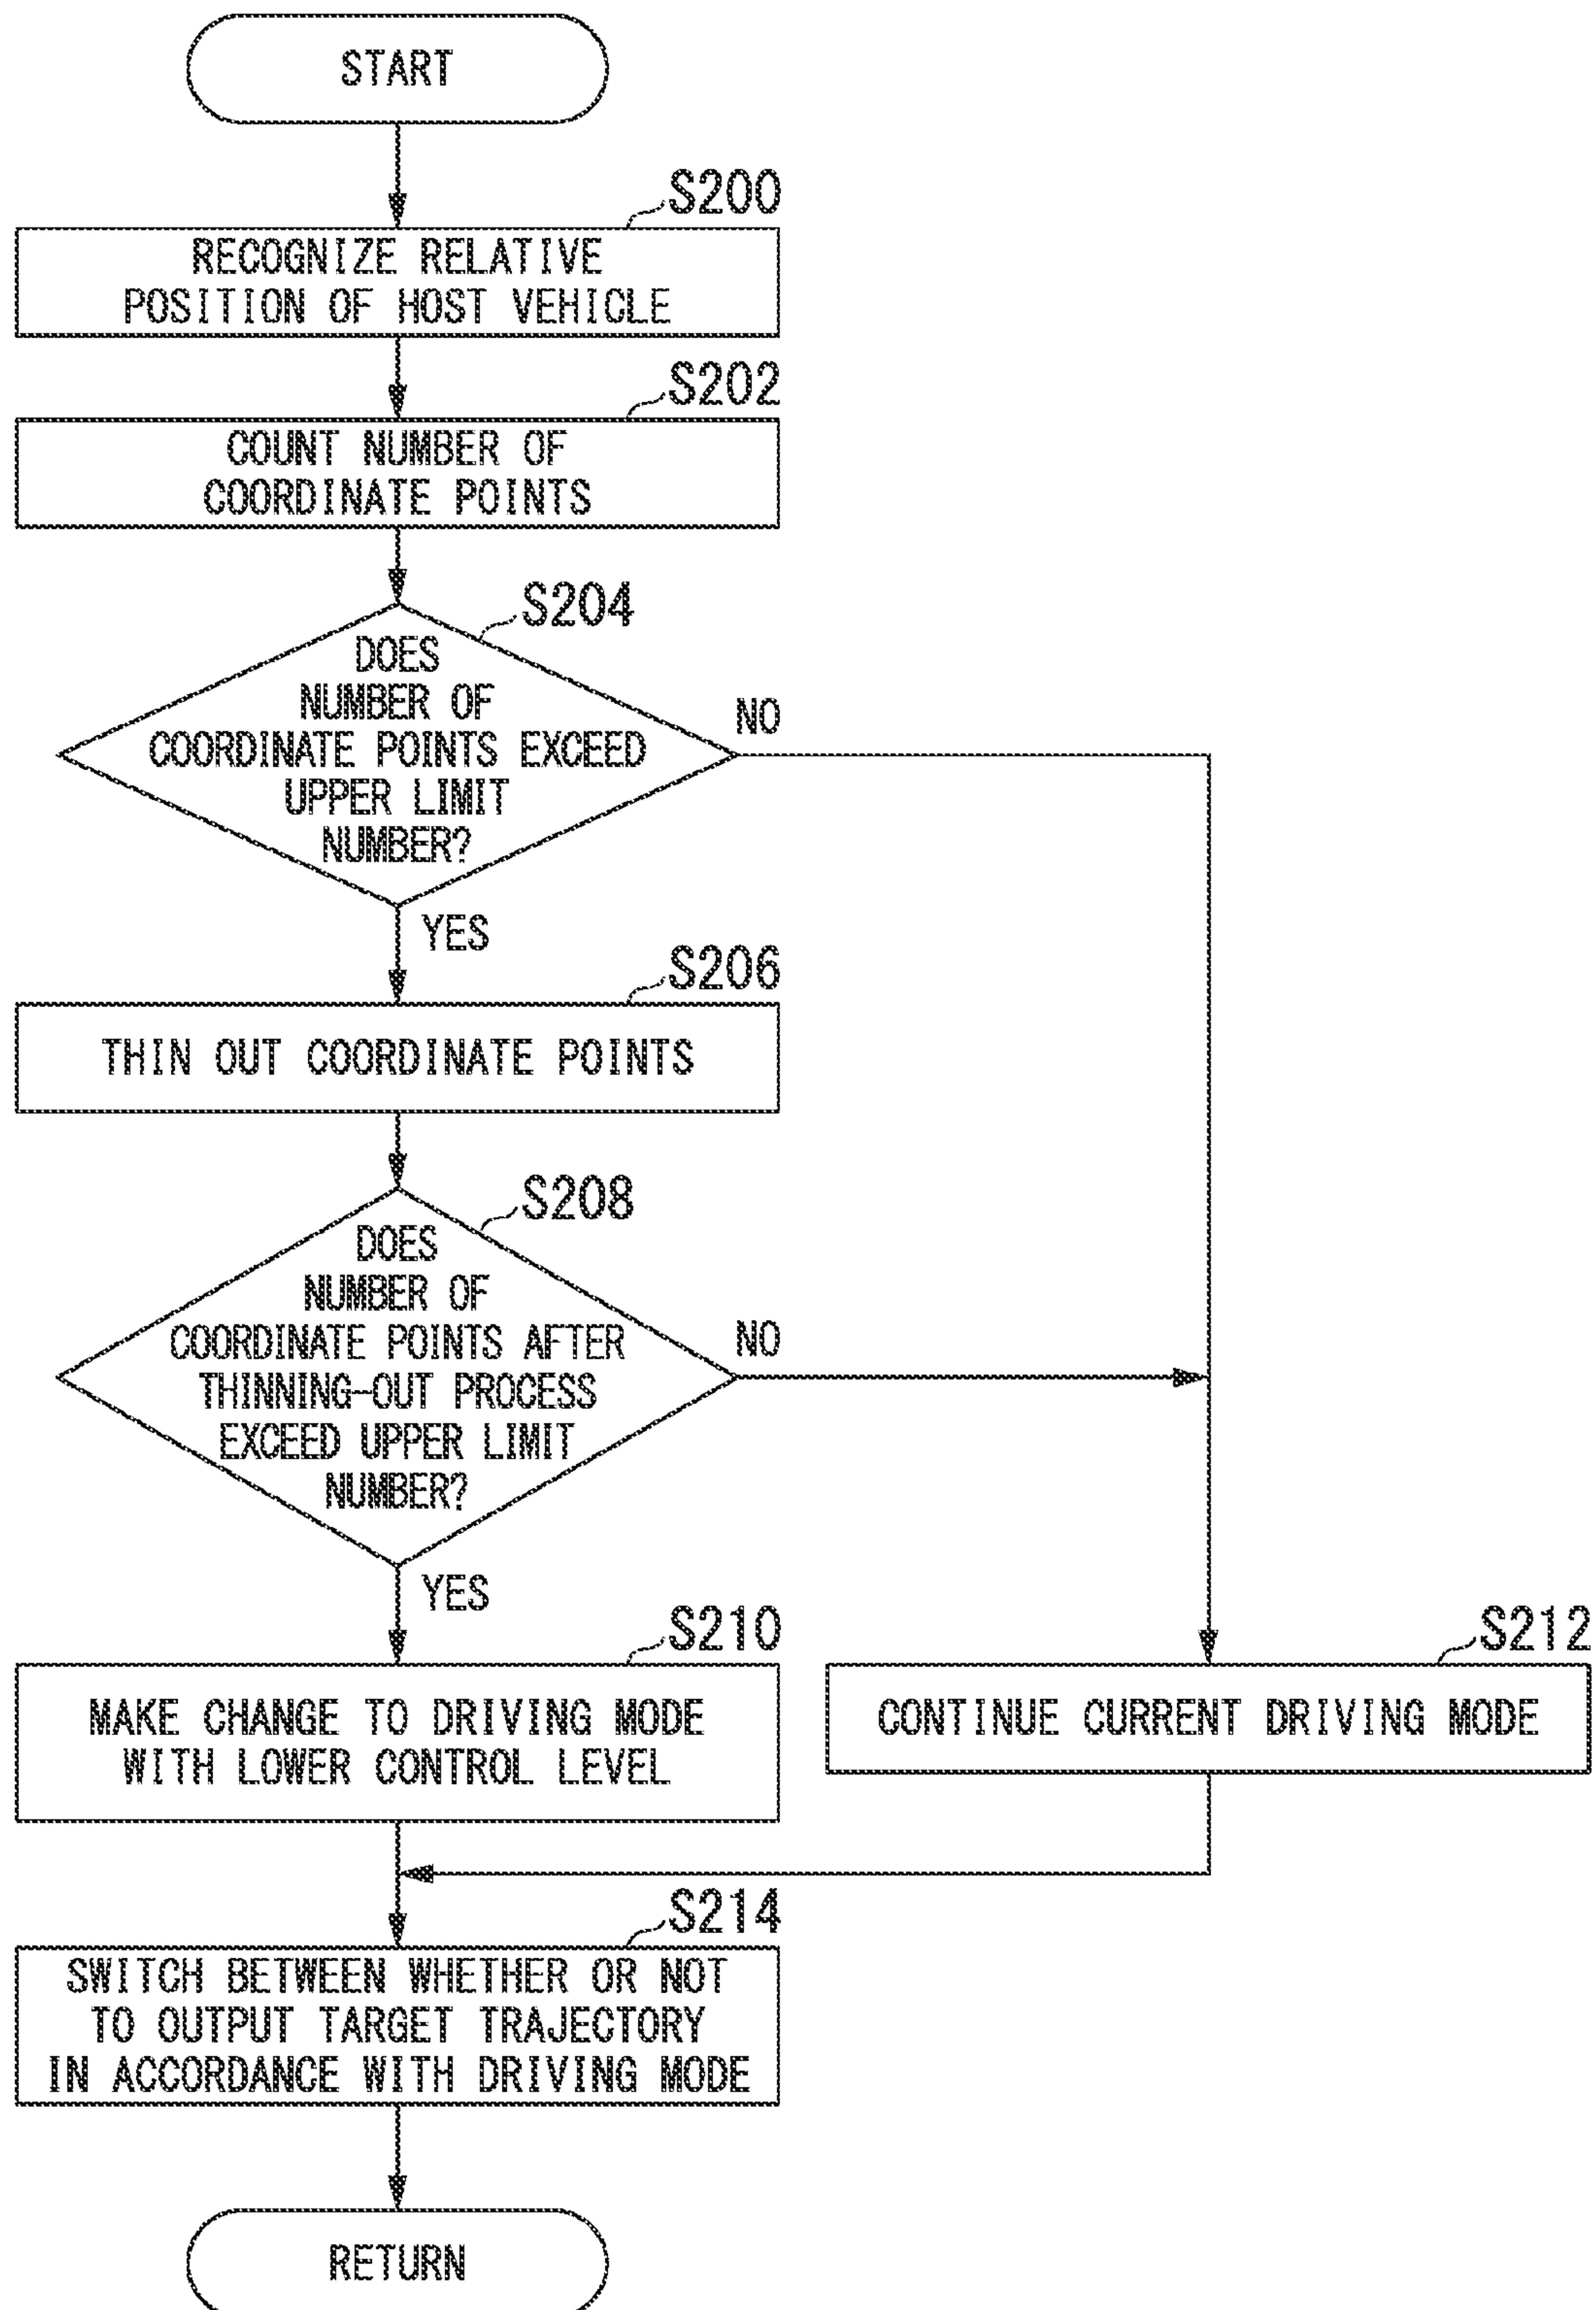 START
S200
RECOGNIZE RELATIVE
POSITION OF HOST VEHICLE
S202
COUNT NUMBER OF
COORDINATE POINTS
S204
DOES
NUMBER OF
COORDINATE POINTS EXCEED
UPPER LIMIT
NUMBER?
NO
YES
S206
THIN OUT COORDINATE POINTS
S208
DOES
NUMBER OF
COORDINATE POINTS AFTER
THINNING-OUT PROCESS
EXCEED UPPER LIMIT
NUMBER?
NO
YES
S210
MAKE CHANGE TO DRIVING MODE
WITH LOWER CONTROL LEVEL
S212
CONTINUE CURRENT DRIVING MODE
S214
SWITCH BETWEEN WHETHER OR NOT
TO OUTPUT TARGET TRAJECTORY
IN ACCORDANCE WITH DRIVING MODE
RETURN